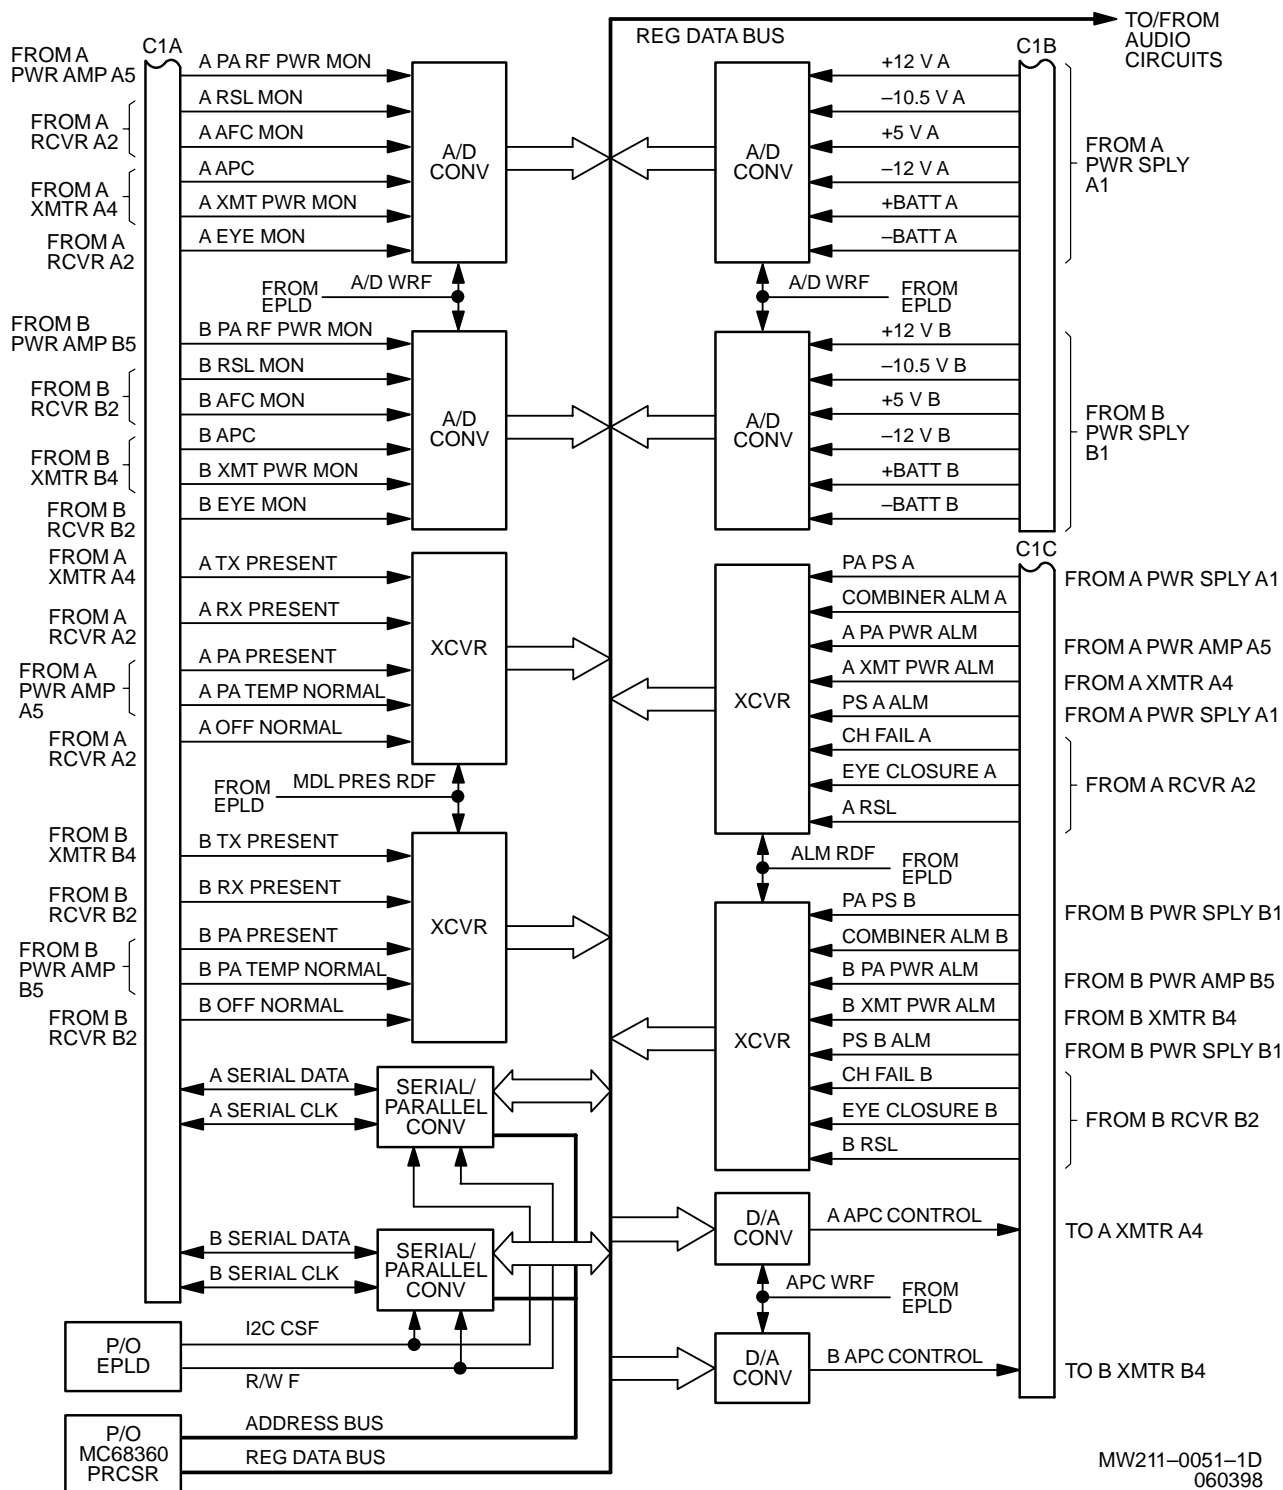 REG DATA BUS
TO/FROM
AUDIO
CIRCUITS
C1A
FROM A
PWR AMP A5
A PA RF PWR MON
A RSL MON
FROM A
RCVR A2
A AFC MON
A APC
FROM A
XMTR A4
A XMT PWR MON
FROM A
RCVR A2
A EYE MON
A/D
CONV
A/D
CONV
C1B
+12 V A
–10.5 V A
+5 V A
–12 V A
+BATT A
–BATT A
FROM A
PWR SPLY
A1
FROM
EPLD
A/D WRF
A/D WRF
FROM
EPLD
FROM B
PWR AMP B5
B PA RF PWR MON
B RSL MON
FROM B
RCVR B2
B AFC MON
B APC
FROM B
XMTR B4
B XMT PWR MON
B EYE MON
FROM B
RCVR B2
A/D
CONV
A/D
CONV
+12 V B
–10.5 V B
+5 V B
–12 V B
+BATT B
–BATT B
FROM B
PWR SPLY
B1
FROM A
XMTR A4
A TX PRESENT
FROM A
RCVR A2
A RX PRESENT
A PA PRESENT
FROM A
PWR AMP
A5
A PA TEMP NORMAL
A OFF NORMAL
FROM A
RCVR A2
XCVR
XCVR
C1C
PA PS A
FROM A PWR SPLY A1
COMBINER ALM A
A PA PWR ALM
FROM A PWR AMP A5
A XMT PWR ALM
FROM A XMTR A4
PS A ALM
FROM A PWR SPLY A1
CH FAIL A
EYE CLOSURE A
FROM A RCVR A2
A RSL
FROM
EPLD
MDL PRES RDF
ALM RDF
FROM
EPLD
FROM B
XMTR B4
B TX PRESENT
FROM B
RCVR B2
B RX PRESENT
B PA PRESENT
FROM B
PWR AMP
B5
B PA TEMP NORMAL
B OFF NORMAL
FROM B
RCVR B2
XCVR
XCVR
PA PS B
FROM B PWR SPLY B1
COMBINER ALM B
B PA PWR ALM
FROM B PWR AMP B5
B XMT PWR ALM
FROM B XMTR B4
PS B ALM
FROM B PWR SPLY B1
CH FAIL B
EYE CLOSURE B
FROM B RCVR B2
B RSL
A SERIAL DATA
A SERIAL CLK
SERIAL/
PARALLEL
CONV
B SERIAL DATA
B SERIAL CLK
SERIAL/
PARALLEL
CONV
D/A
CONV
A APC CONTROL
TO A XMTR A4
APC WRF
FROM
EPLD
D/A
CONV
B APC CONTROL
TO B XMTR B4
P/O
EPLD
I2C CSF
R/W F
P/O
MC68360
PRCSR
ADDRESS BUS
REG DATA BUS
MW211–0051–1D
060398